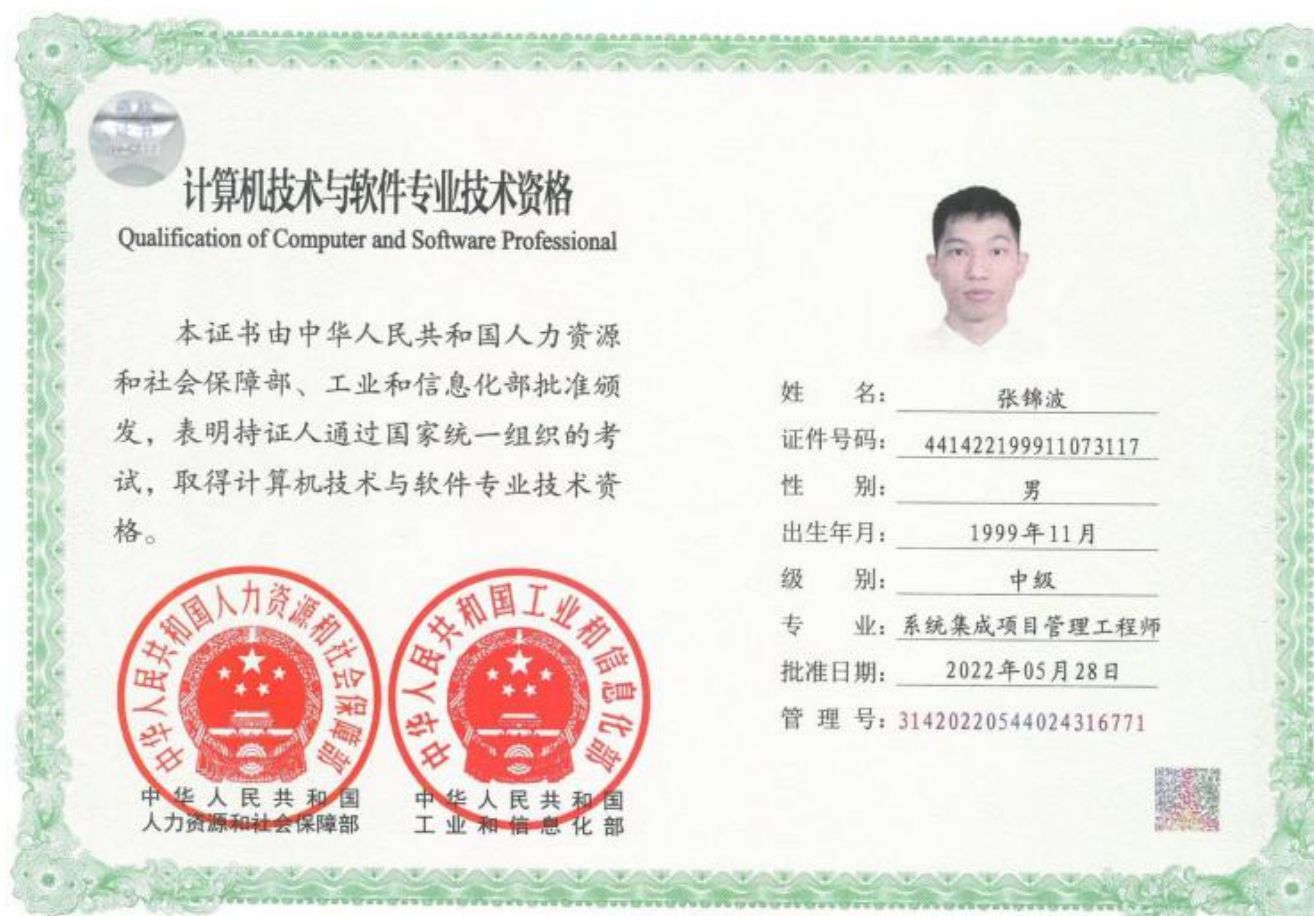 计算机技术与软件专业技术资格
Qualification of Computer and Software Professional
本证书由中华人民共和国人力资源
和社会保障部、工业和信息化部批准颁
发，表明持证人通过国家统一组织的考
试，取得计算机技术与软件专业技术资
格。
中华人民共和国人力资源和社会保障部
中华人民共和国工业和信息化部
中华人民共和国
人力资源和社会保障部
中华人民共和国
工业和信息化部
姓名：张锦波
证件号码：441422199911073117
性别：男
出生年月：1999年11月
级别：中级
专业：系统集成项目管理工程师
批准日期：2022年05月28日
管理号：31420220544024316771